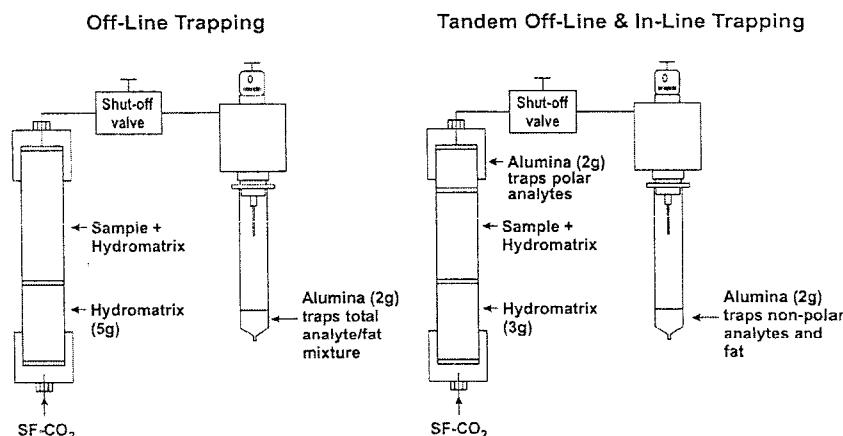 Off-Line Trapping
Shut-off
valve
Sample +
Hydromatrix
Hydromatrix
(5g)
Alumina (2g)
traps total
analyte/fat
mixture
SF-CO2
Tandem Off-Line & In-Line Trapping
Shut-off
valve
Alumina (2g)
traps polar
analytes
Sample +
Hydromatrix
Hydromatrix
(3g)
Alumina (2g)
traps non-polar
analytes and
fat
SF-CO2